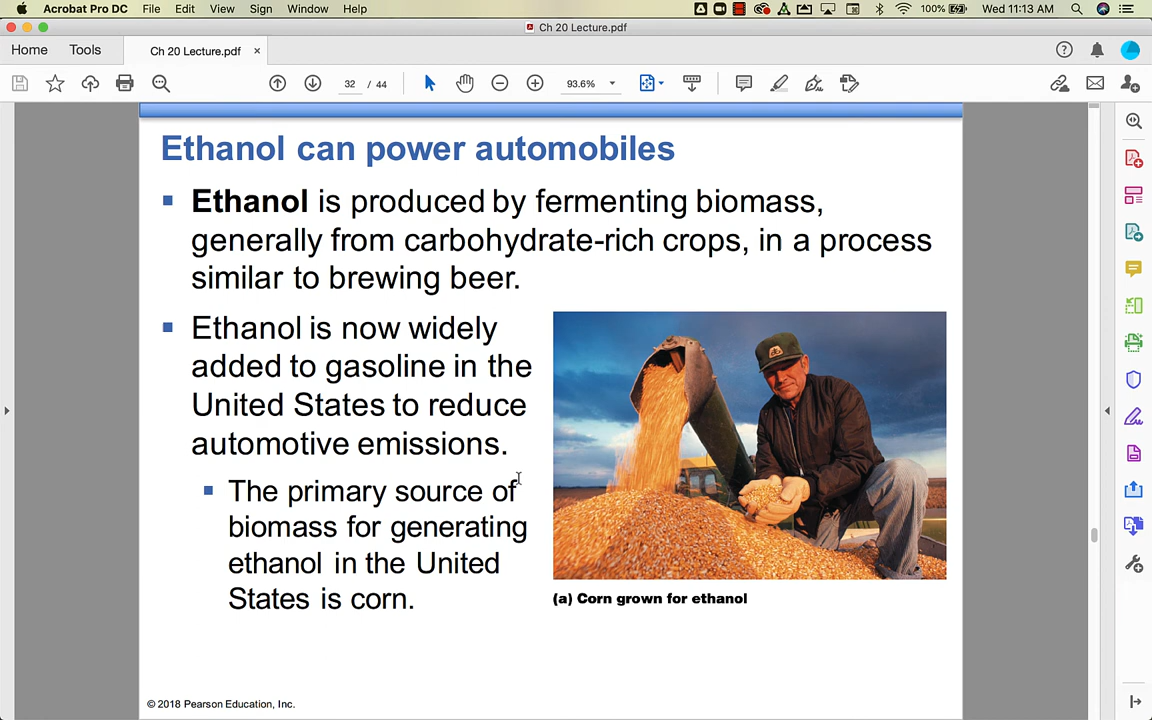 Acrobat Pro DC File Edit View Sign Window Help 100% Wed 11:13 AM
Ch 20 Lecture.pdf
Home Tools Ch 20 Lecture.pdf ×
32 / 44 93.6%
Ethanol can power automobiles
Ethanol is produced by fermenting biomass,
generally from carbohydrate-rich crops, in a process
similar to brewing beer.
Ethanol is now widely
added to gasoline in the
United States to reduce
automotive emissions.
The primary source of
biomass for generating
ethanol in the United
States is corn.
(a) Corn grown for ethanol
© 2018 Pearson Education, Inc.